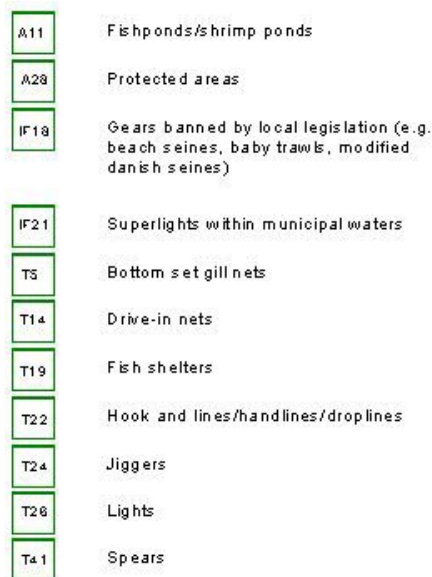 A11 Fishponds/shrimp ponds
A28 Protected areas
IF18 Gears banned by local legislation (e.g.
beach seines, baby trawls, modified
danish seines)
IF21 Superlights within municipal waters
T5 Bottom set gill nets
T14 Drive-in nets
T19 Fish shelters
T22 Hook and lines/handlines/droplines
T24 Jiggers
T26 Lights
T41 Spears